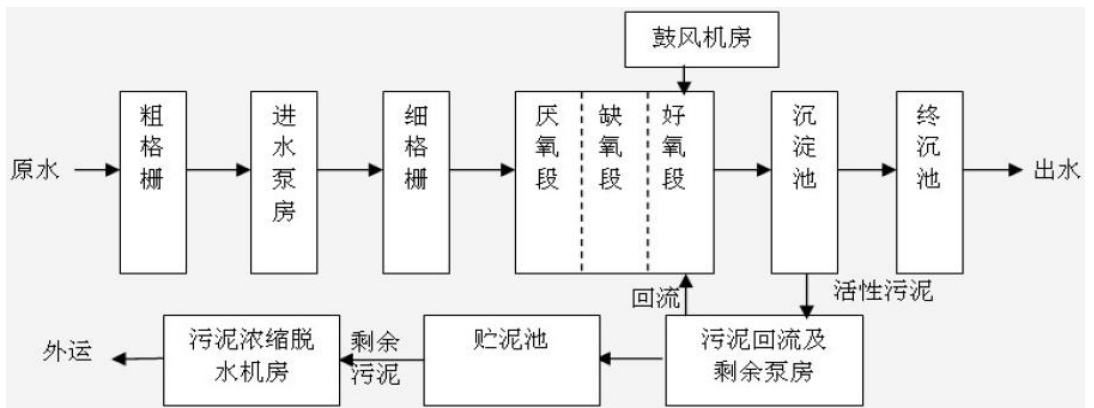 鼓风机房
原水
粗格栅
进水泵房
细格栅
厌氧段
缺氧段
好氧段
沉淀池
终沉池
出水
回流
活性污泥
外运
污泥浓缩脱
水机房
剩余
污泥
贮泥池
污泥回流及
剩余泵房